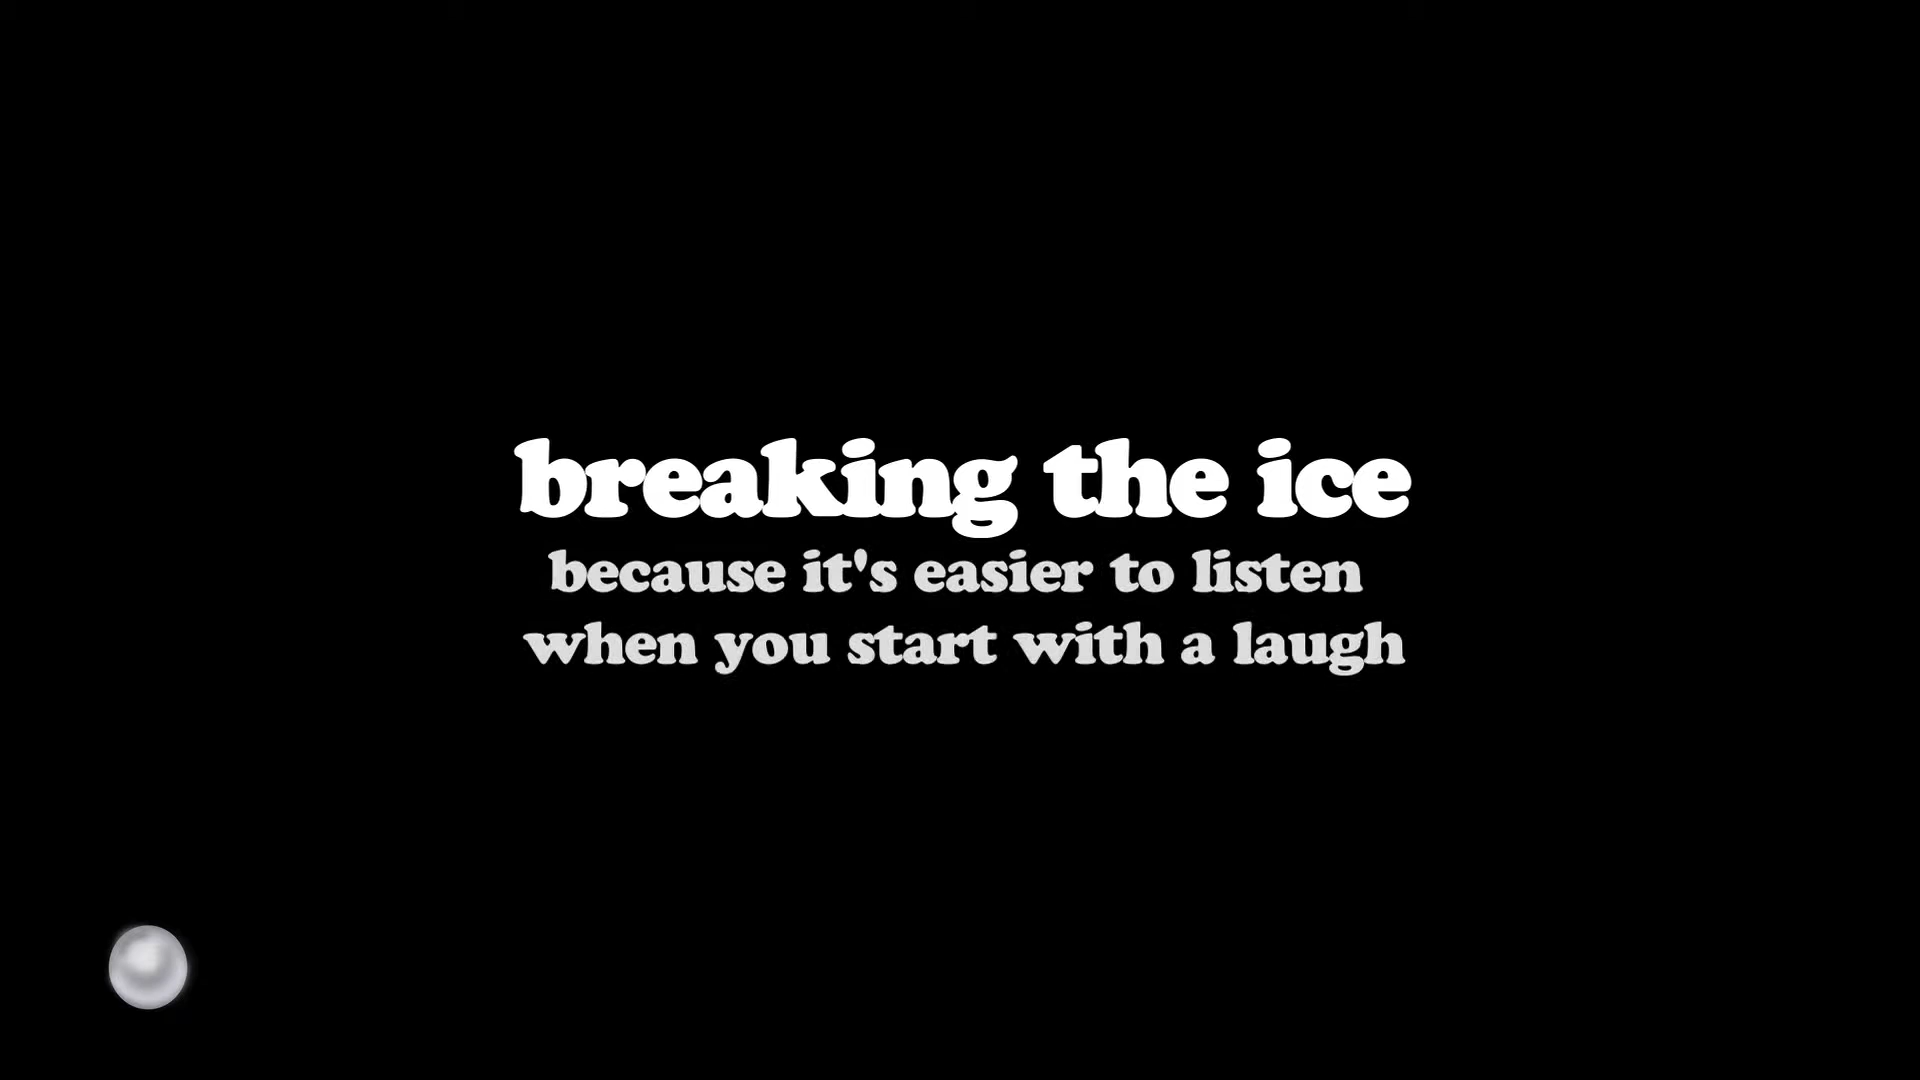 breaking the ice
because it's easier to listen
when you start with a laugh